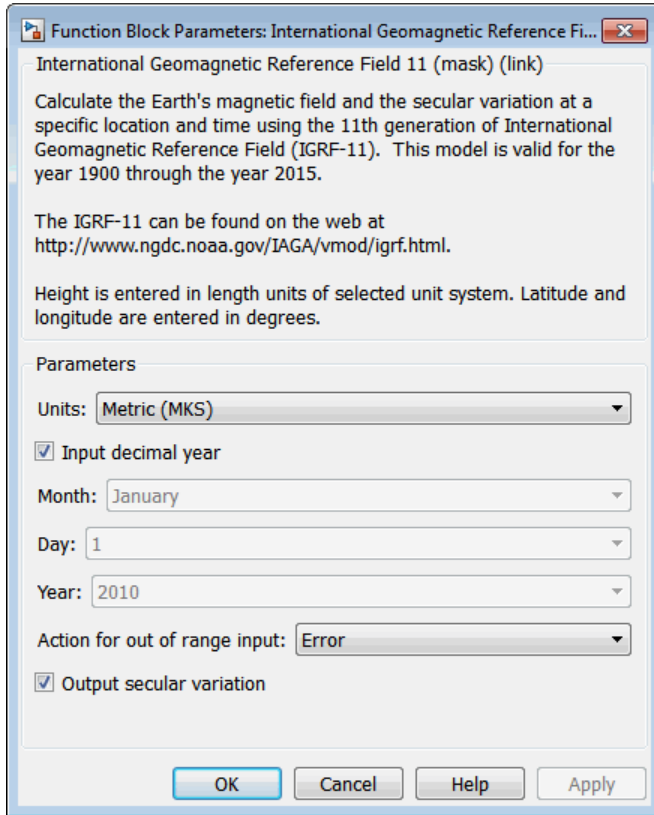 Function Block Parameters: International Geomagnetic Reference Fi...
International Geomagnetic Reference Field 11 (mask) (link)
Calculate the Earth's magnetic field and the secular variation at a
specific location and time using the 11th generation of International
Geomagnetic Reference Field (IGRF-11).  This model is valid for the
year 1900 through the year 2015.
The IGRF-11 can be found on the web at
http://www.ngdc.noaa.gov/IAGA/vmod/igrf.html.
Height is entered in length units of selected unit system. Latitude and
longitude are entered in degrees.
Parameters
Units: Metric (MKS)
Input decimal year
Month: January
Day: 1
Year: 2010
Action for out of range input: Error
Output secular variation
OK Cancel Help Apply